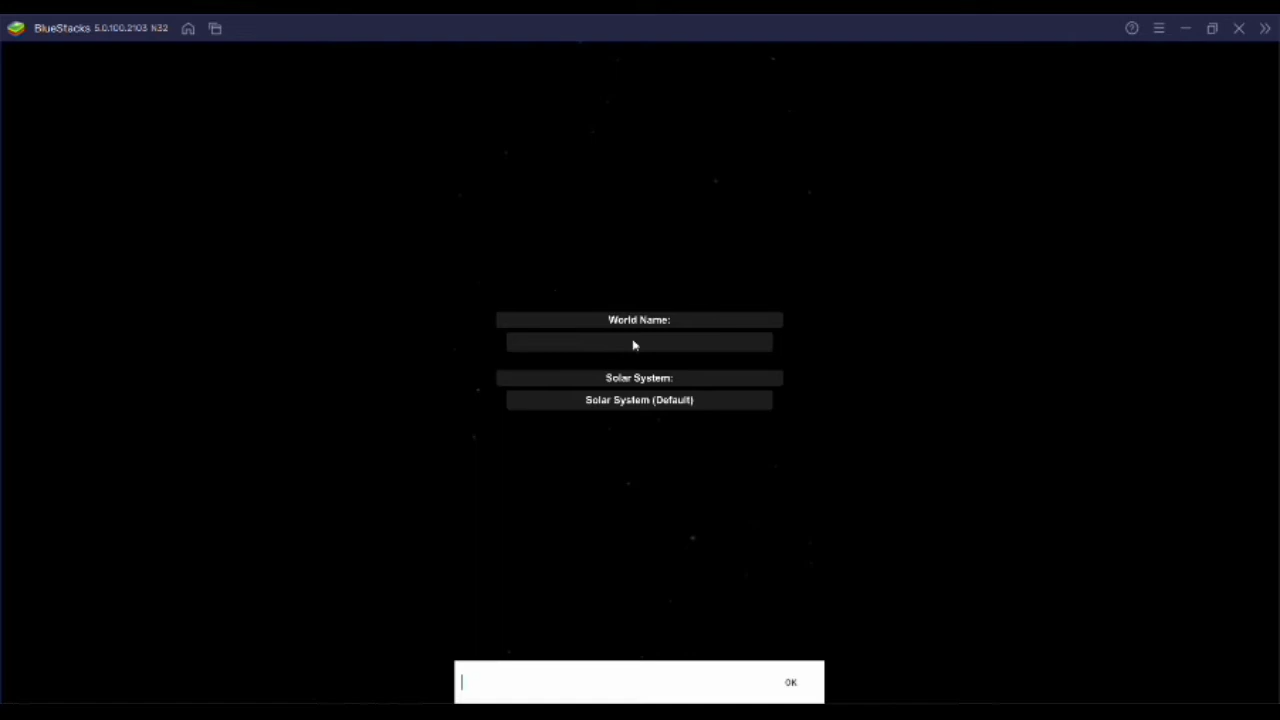 BlueStacks 5.0.100.2103 N32
World Name:
Solar System:
Solar System (Default)
OK